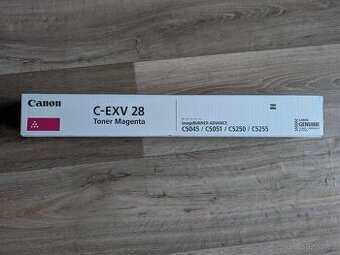 Canon
C-EXV 28
Toner Magenta
imageRUNNER ADVANCE
C5045 / C5051 / C5250 / C5255
CANON
GENUINE